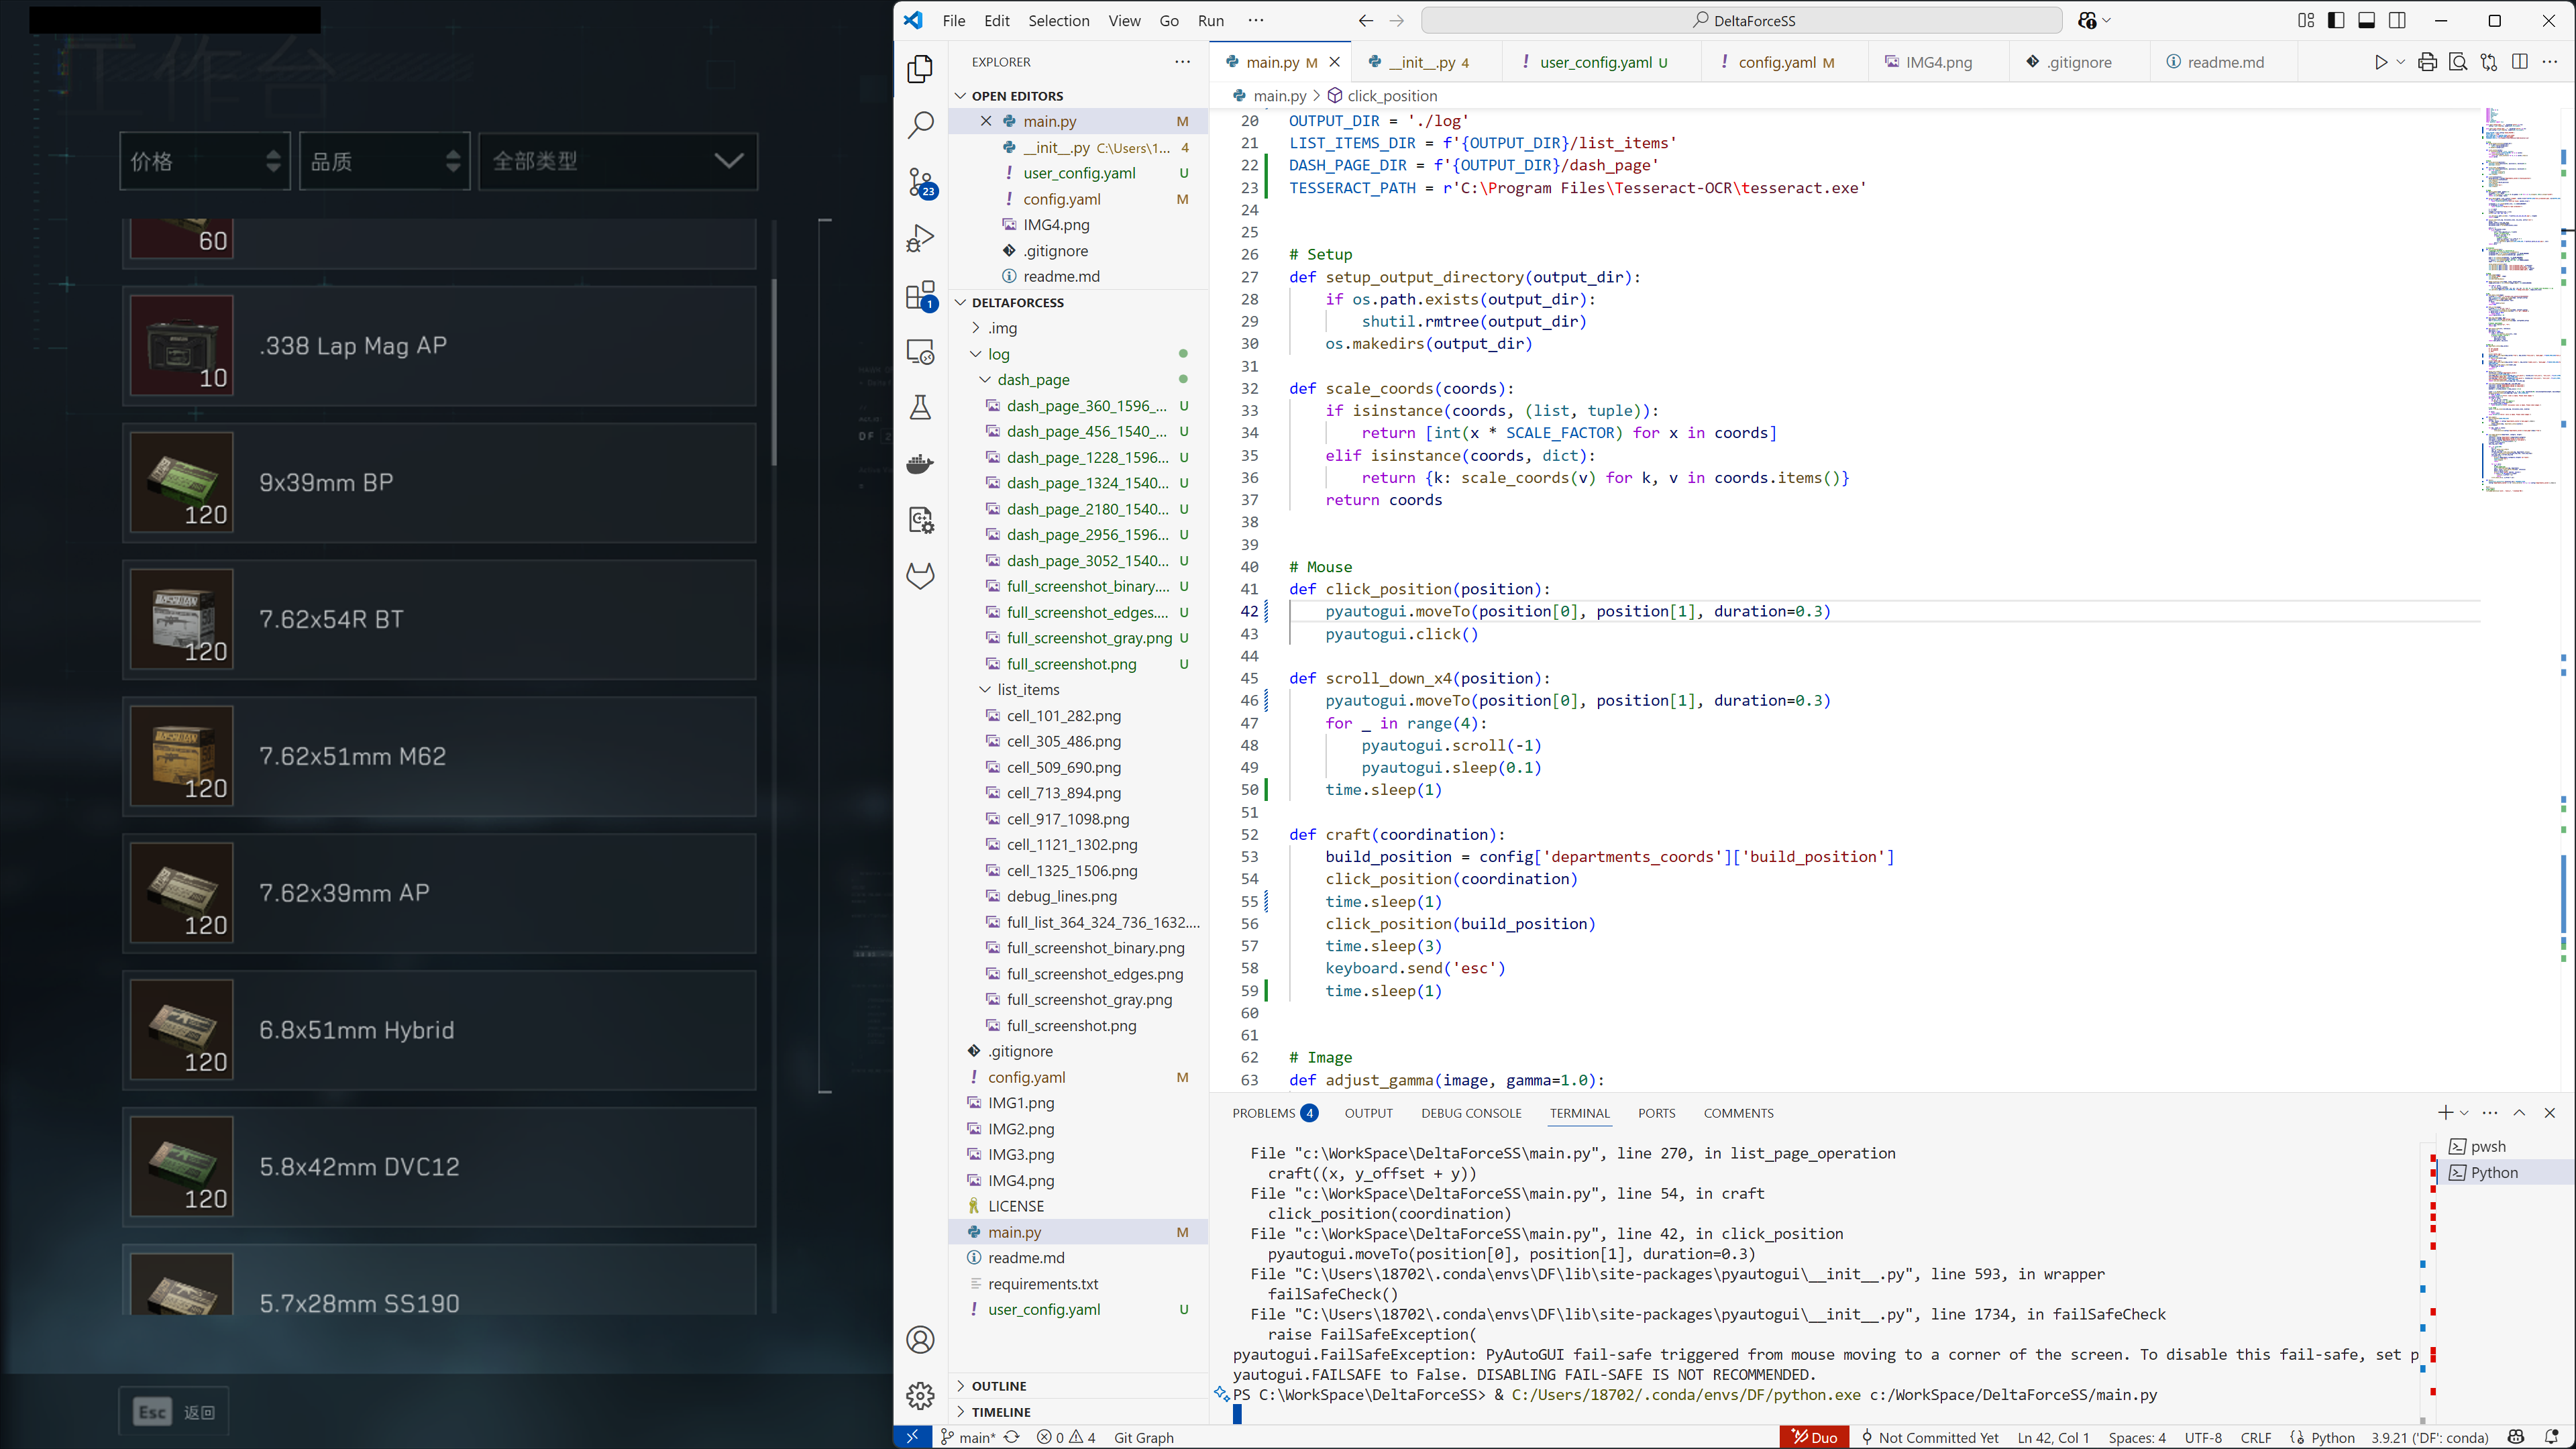 工作台
价格
品质
全部类型
60
.338 Lap Mag AP
10
9x39mm BP
120
7.62x54R BT
120
7.62x51mm M62
120
7.62x39mm AP
120
6.8x51mm Hybrid
120
5.8x42mm DVC12
120
5.7x28mm SS190
Esc 返回
File Edit Selection View Go Run ···
DeltaForceSS
EXPLORER
OPEN EDITORS
main.py M
__init__.py C:\Users\1... 4
user_config.yaml U
config.yaml M
IMG4.png
.gitignore
readme.md
DELTAFORCESS
.img
log
dash_page
dash_page_360_1596_... U
dash_page_456_1540_... U
dash_page_1228_1596... U
dash_page_1324_1540... U
dash_page_2180_1540... U
dash_page_2956_1596... U
dash_page_3052_1540... U
full_screenshot_binary.... U
full_screenshot_edges.... U
full_screenshot_gray.png U
full_screenshot.png U
list_items
cell_101_282.png
cell_305_486.png
cell_509_690.png
cell_713_894.png
cell_917_1098.png
cell_1121_1302.png
cell_1325_1506.png
debug_lines.png
full_list_364_324_736_1632....
full_screenshot_binary.png
full_screenshot_edges.png
full_screenshot_gray.png
full_screenshot.png
.gitignore
config.yaml M
IMG1.png
IMG2.png
IMG3.png
IMG4.png
LICENSE
main.py M
readme.md
requirements.txt
user_config.yaml U
OUTLINE
TIMELINE
23
1
main.py M __init__.py 4 user_config.yaml U config.yaml M IMG4.png .gitignore readme.md
main.py > click_position
20 OUTPUT_DIR = './log'
21 LIST_ITEMS_DIR = f'{OUTPUT_DIR}/list_items'
22 DASH_PAGE_DIR = f'{OUTPUT_DIR}/dash_page'
23 TESSERACT_PATH = r'C:\Program Files\Tesseract-OCR\tesseract.exe'
24
25
26 # Setup
27 def setup_output_directory(output_dir):
28     if os.path.exists(output_dir):
29         shutil.rmtree(output_dir)
30     os.makedirs(output_dir)
31
32 def scale_coords(coords):
33     if isinstance(coords, (list, tuple)):
34         return [int(x * SCALE_FACTOR) for x in coords]
35     elif isinstance(coords, dict):
36         return {k: scale_coords(v) for k, v in coords.items()}
37     return coords
38
39
40 # Mouse
41 def click_position(position):
42     pyautogui.moveTo(position[0], position[1], duration=0.3)
43     pyautogui.click()
44
45 def scroll_down_x4(position):
46     pyautogui.moveTo(position[0], position[1], duration=0.3)
47     for _ in range(4):
48         pyautogui.scroll(-1)
49         pyautogui.sleep(0.1)
50     time.sleep(1)
51
52 def craft(coordination):
53     build_position = config['departments_coords']['build_position']
54     click_position(coordination)
55     time.sleep(1)
56     click_position(build_position)
57     time.sleep(3)
58     keyboard.send('esc')
59     time.sleep(1)
60
61
62 # Image
63 def adjust_gamma(image, gamma=1.0):
PROBLEMS 4 OUTPUT DEBUG CONSOLE TERMINAL PORTS COMMENTS
File "c:\WorkSpace\DeltaForceSS\main.py", line 270, in list_page_operation
craft((x, y_offset + y))
File "c:\WorkSpace\DeltaForceSS\main.py", line 54, in craft
click_position(coordination)
File "c:\WorkSpace\DeltaForceSS\main.py", line 42, in click_position
pyautogui.moveTo(position[0], position[1], duration=0.3)
File "C:\Users\18702\.conda\envs\DF\lib\site-packages\pyautogui\__init__.py", line 593, in wrapper
failSafeCheck()
File "C:\Users\18702\.conda\envs\DF\lib\site-packages\pyautogui\__init__.py", line 1734, in failSafeCheck
raise FailSafeException(
pyautogui.FailSafeException: PyAutoGUI fail-safe triggered from mouse moving to a corner of the screen. To disable this fail-safe, set p
yautogui.FAILSAFE to False. DISABLING FAIL-SAFE IS NOT RECOMMENDED.
PS C:\WorkSpace\DeltaForceSS> & C:/Users/18702/.conda/envs/DF/python.exe c:/WorkSpace/DeltaForceSS/main.py
pwsh
Python
main* 0 4 Git Graph Duo Not Committed Yet Ln 42, Col 1 Spaces: 4 UTF-8 CRLF Python 3.9.21 ('DF': conda)